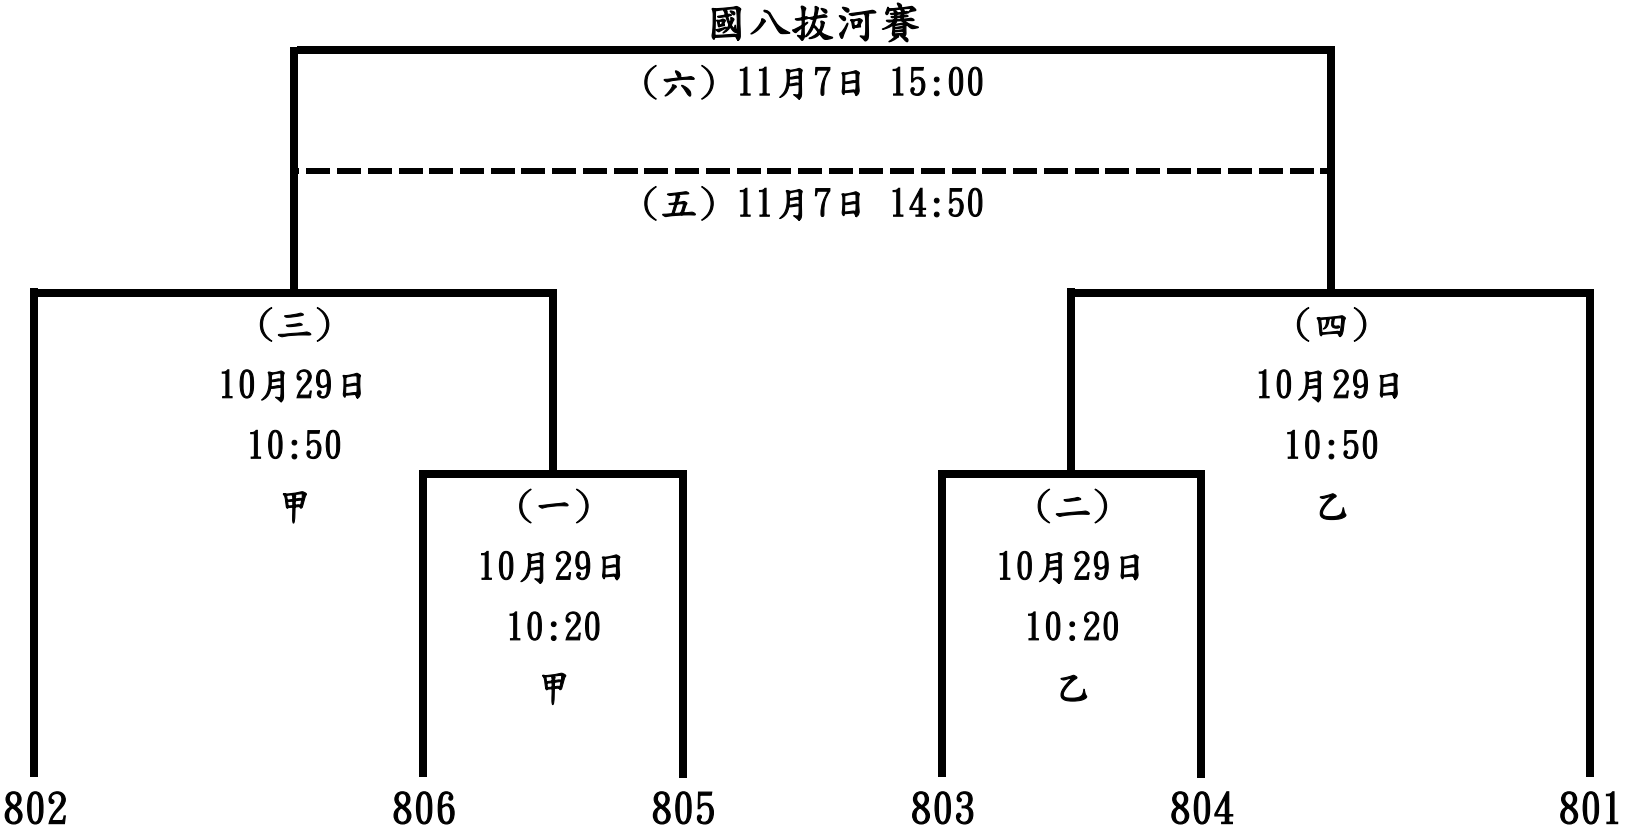 國八拔河賽
（六）11月7日 15:00
（五）11月7日 14:50
（三）
10月29日
10:50
甲
（四）
10月29日
10:50
乙
（一）
10月29日
10:20
甲
（二）
10月29日
10:20
乙
802
806
805
803
804
801